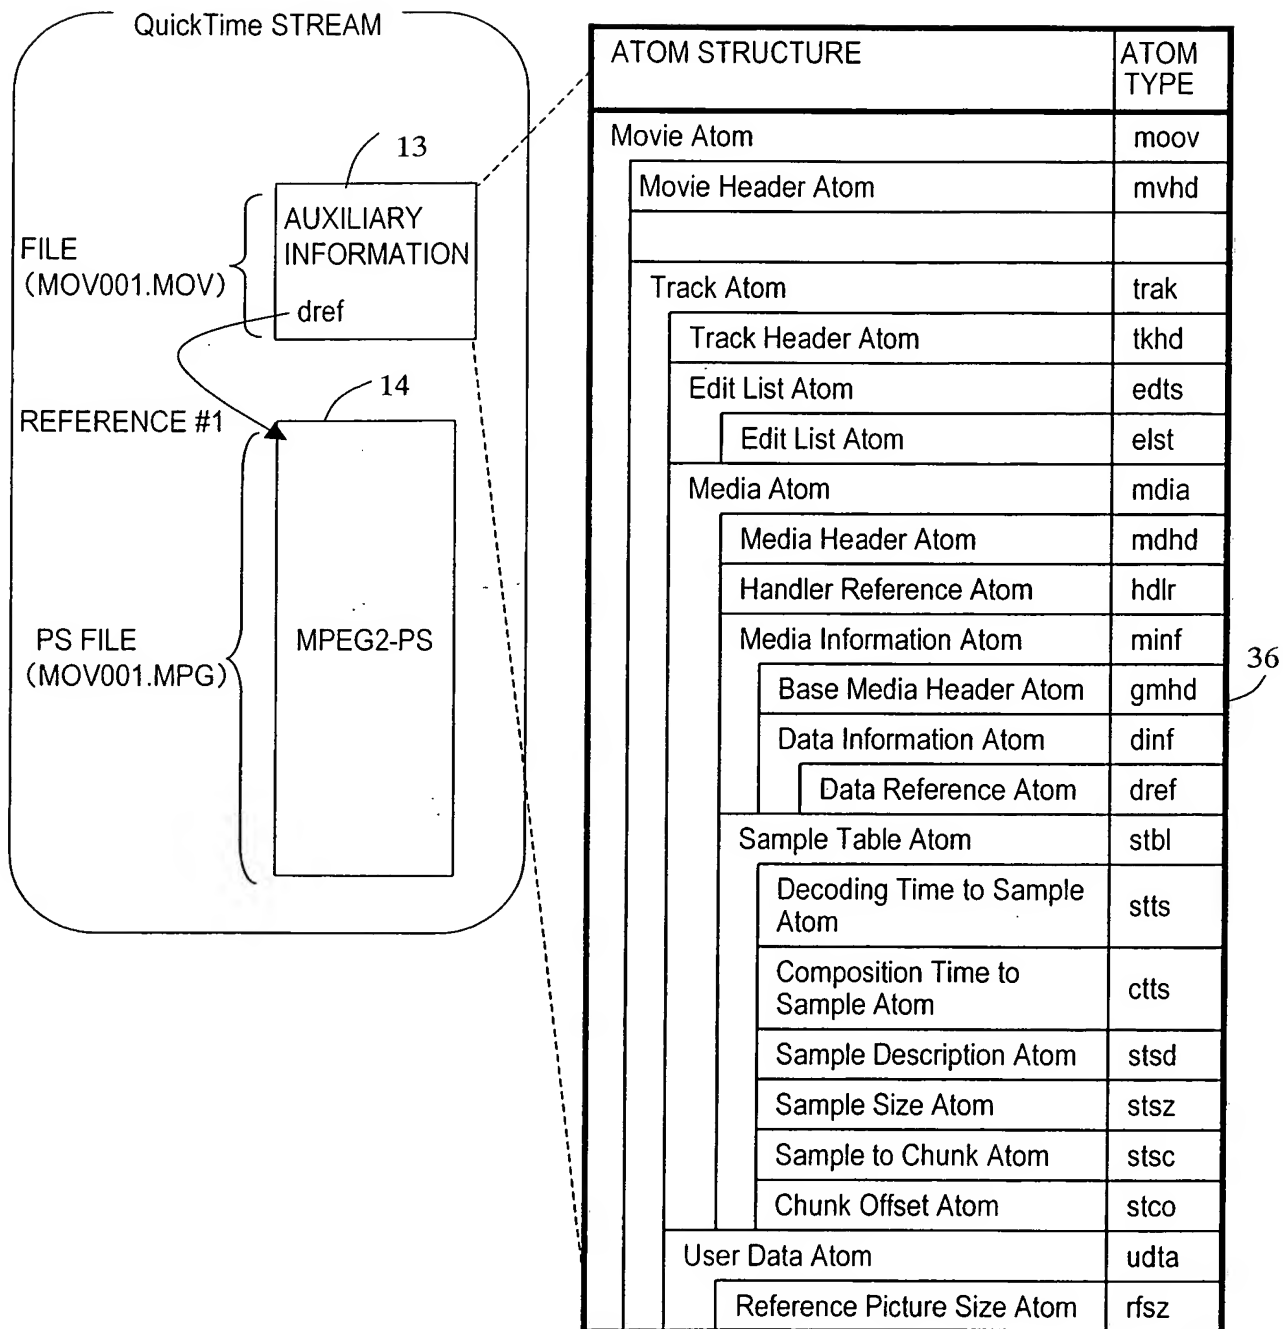 QuickTime STREAM
13
AUXILIARY
INFORMATION
FILE
(MOV001.MOV)
dref
14
REFERENCE #1
PS FILE
(MOV001.MPG)
MPEG2-PS
ATOM STRUCTURE ATOM TYPE
Movie Atom moov
Movie Header Atom mvhd
Track Atom trak
Track Header Atom tkhd
Edit List Atom edts
Edit List Atom elst
Media Atom mdia
Media Header Atom mdhd
Handler Reference Atom hdlr
Media Information Atom minf
36
Base Media Header Atom gmhd
Data Information Atom dinf
Data Reference Atom dref
Sample Table Atom stbl
Decoding Time to Sample
Atom stts
Composition Time to
Sample Atom ctts
Sample Description Atom stsd
Sample Size Atom stsz
Sample to Chunk Atom stsc
Chunk Offset Atom stco
User Data Atom udta
Reference Picture Size Atom rfsz